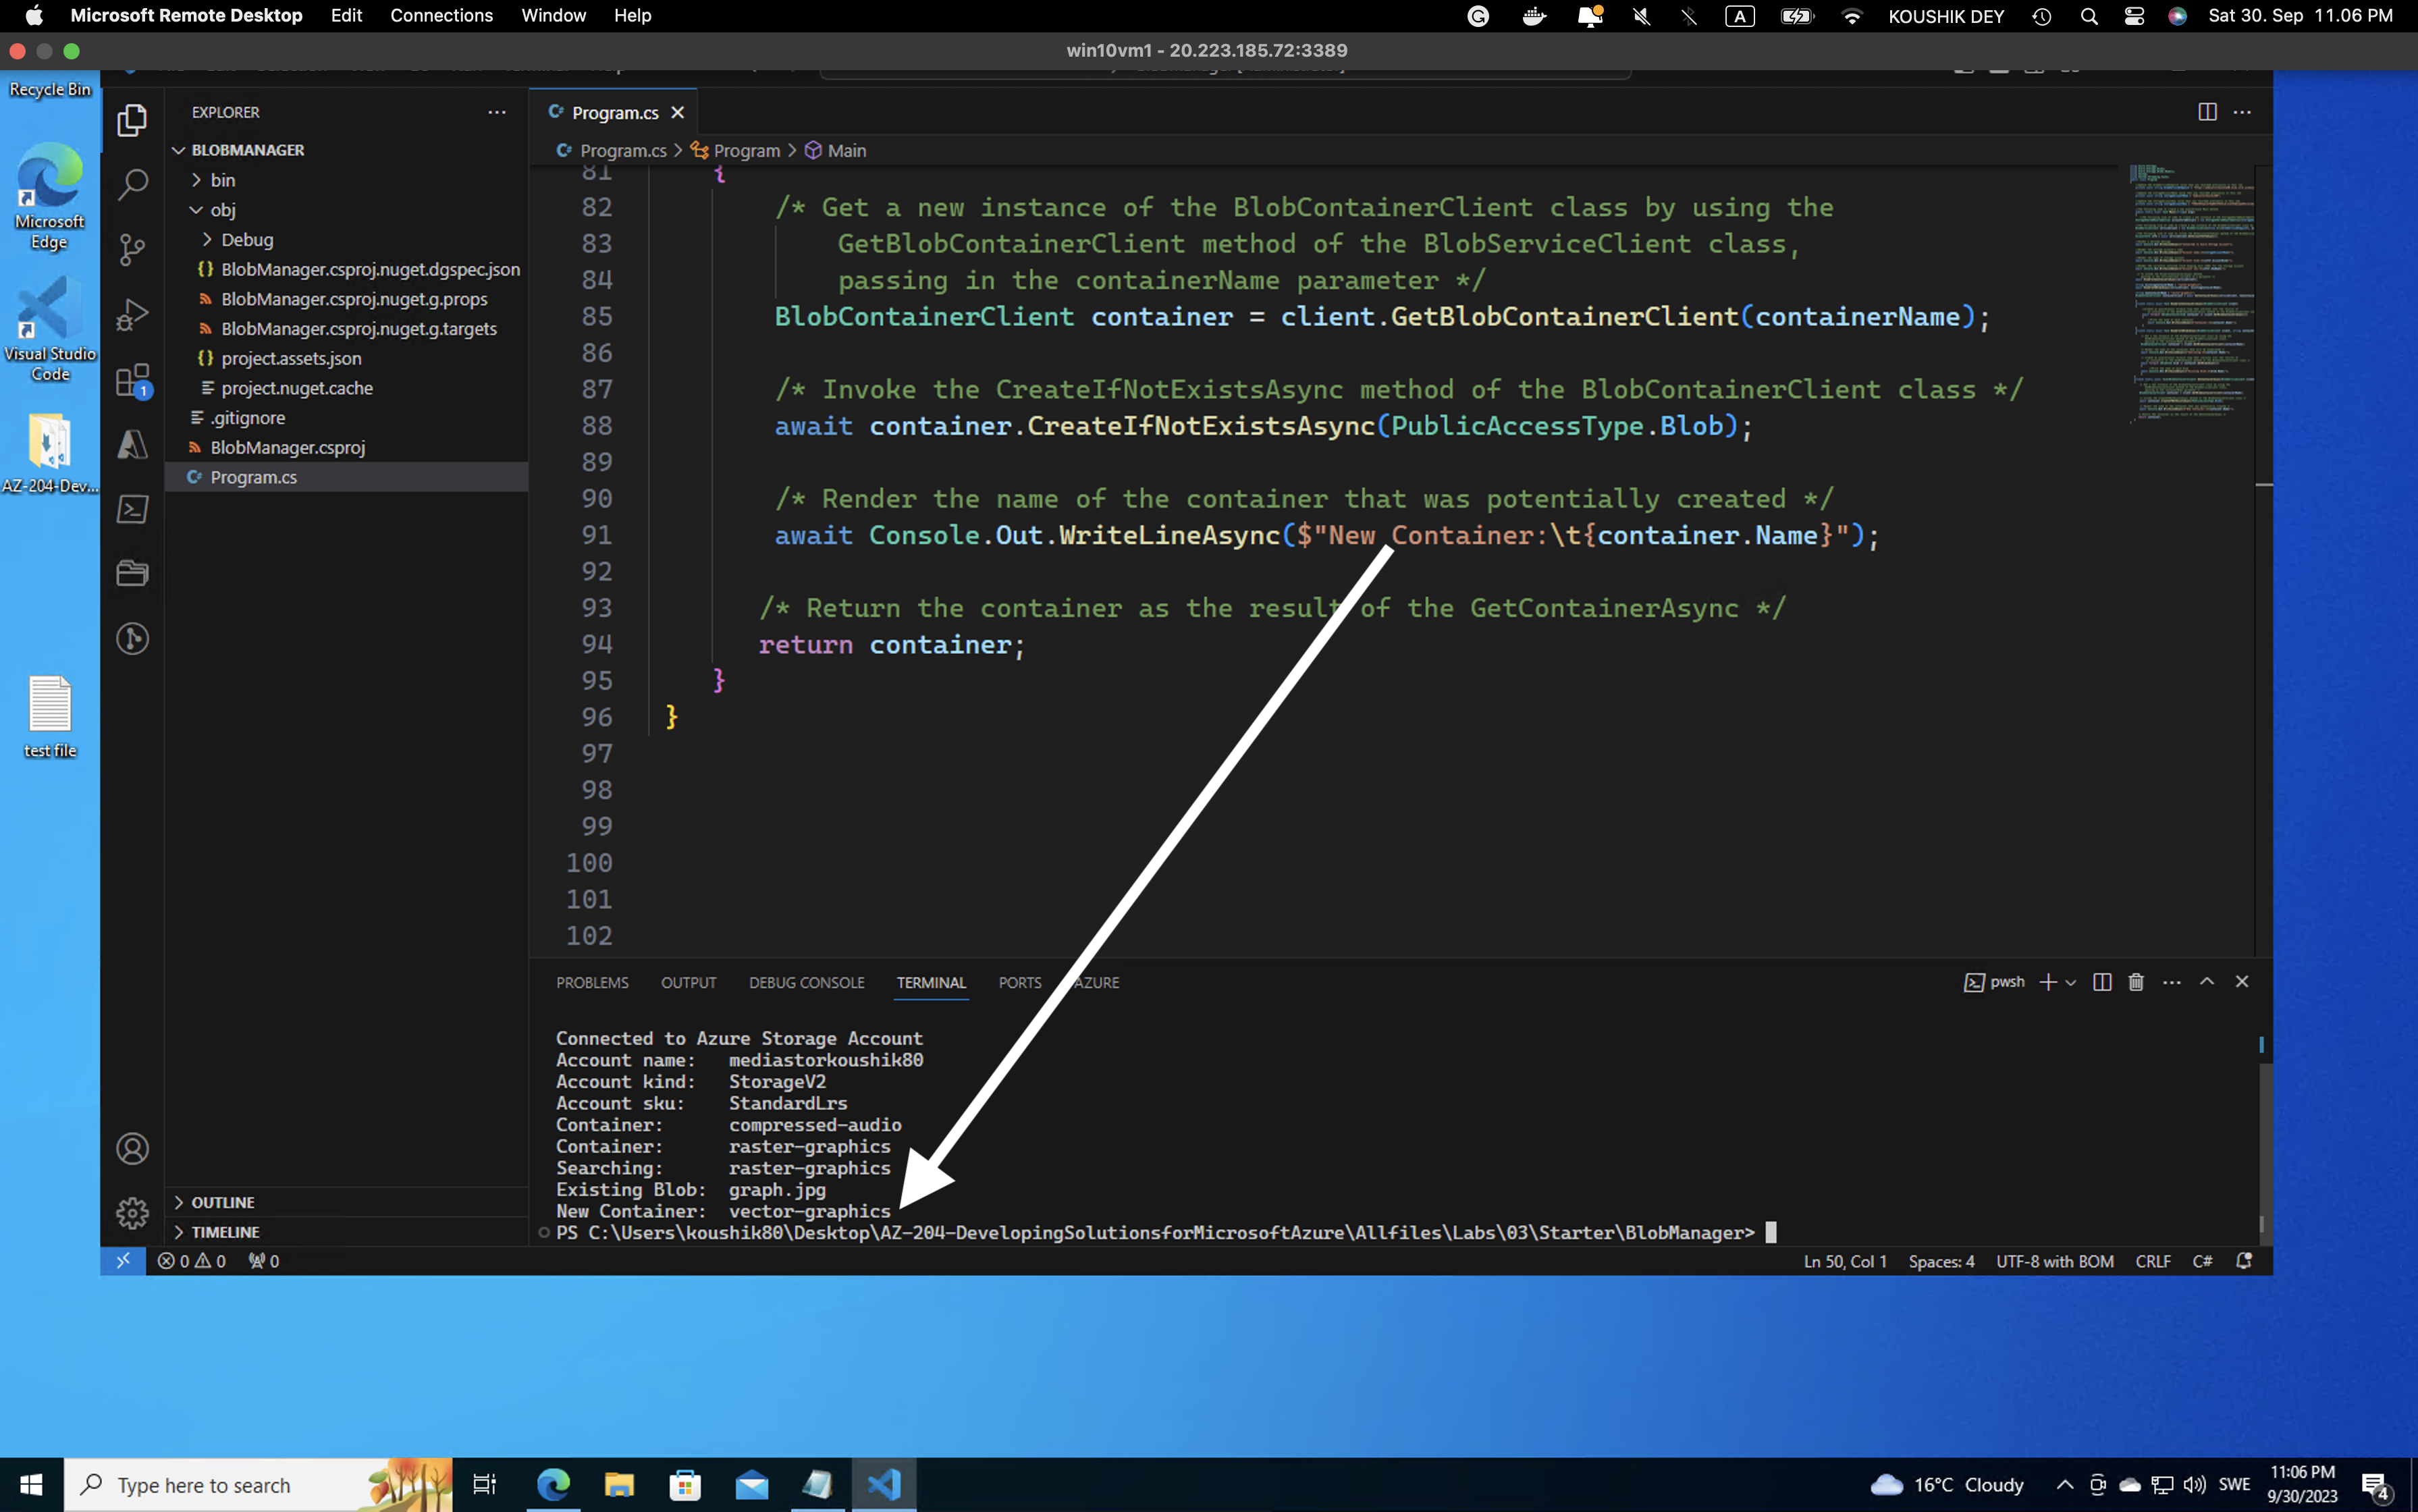 Microsoft Remote Desktop Edit Connections Window Help
A KOUSHIK DEY Sat 30. Sep 11.06 PM
win10vm1 - 20.223.185.72:3389
Recycle Bin
Microsoft
Edge
Visual Studio
Code
AZ-204-Dev...
test file
EXPLORER
BLOBMANAGER
bin
obj
Debug
{} BlobManager.csproj.nuget.dgspec.json
BlobManager.csproj.nuget.g.props
BlobManager.csproj.nuget.g.targets
{} project.assets.json
project.nuget.cache
.gitignore
BlobManager.csproj
C# Program.cs
1
OUTLINE
TIMELINE
C# Program.cs
C# Program.cs > Program > Main
81 {
82 /* Get a new instance of the BlobContainerClient class by using the
83 GetBlobContainerClient method of the BlobServiceClient class,
84 passing in the containerName parameter */
85 BlobContainerClient container = client.GetBlobContainerClient(containerName);
86
87 /* Invoke the CreateIfNotExistsAsync method of the BlobContainerClient class */
88 await container.CreateIfNotExistsAsync(PublicAccessType.Blob);
89
90 /* Render the name of the container that was potentially created */
91 await Console.Out.WriteLineAsync($"New Container:\t{container.Name}");
92
93 /* Return the container as the result of the GetContainerAsync */
94 return container;
95 }
96 }
97
98
99
100
101
102
PROBLEMS OUTPUT DEBUG CONSOLE TERMINAL PORTS AZURE
pwsh
Connected to Azure Storage Account
Account name: mediastorkoushik80
Account kind: StorageV2
Account sku: StandardLrs
Container: compressed-audio
Container: raster-graphics
Searching: raster-graphics
Existing Blob: graph.jpg
New Container: vector-graphics
PS C:\Users\koushik80\Desktop\AZ-204-DevelopingSolutionsforMicrosoftAzure\Allfiles\Labs\03\Starter\BlobManager>
0 0 0
Ln 50, Col 1 Spaces: 4 UTF-8 with BOM CRLF C#
Type here to search
16°C Cloudy
SWE
11:06 PM
9/30/2023
4